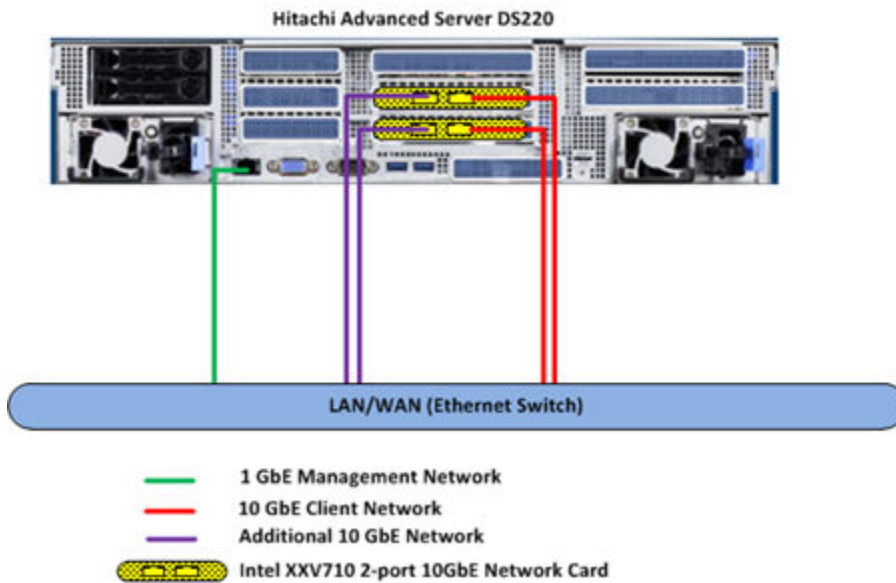 Hitachi Advanced Server DS220
LAN/WAN (Ethernet Switch)
1 GbE Management Network
10 GbE Client Network
Additional 10 GbE Network
Intel XXV710 2-port 10GbE Network Card